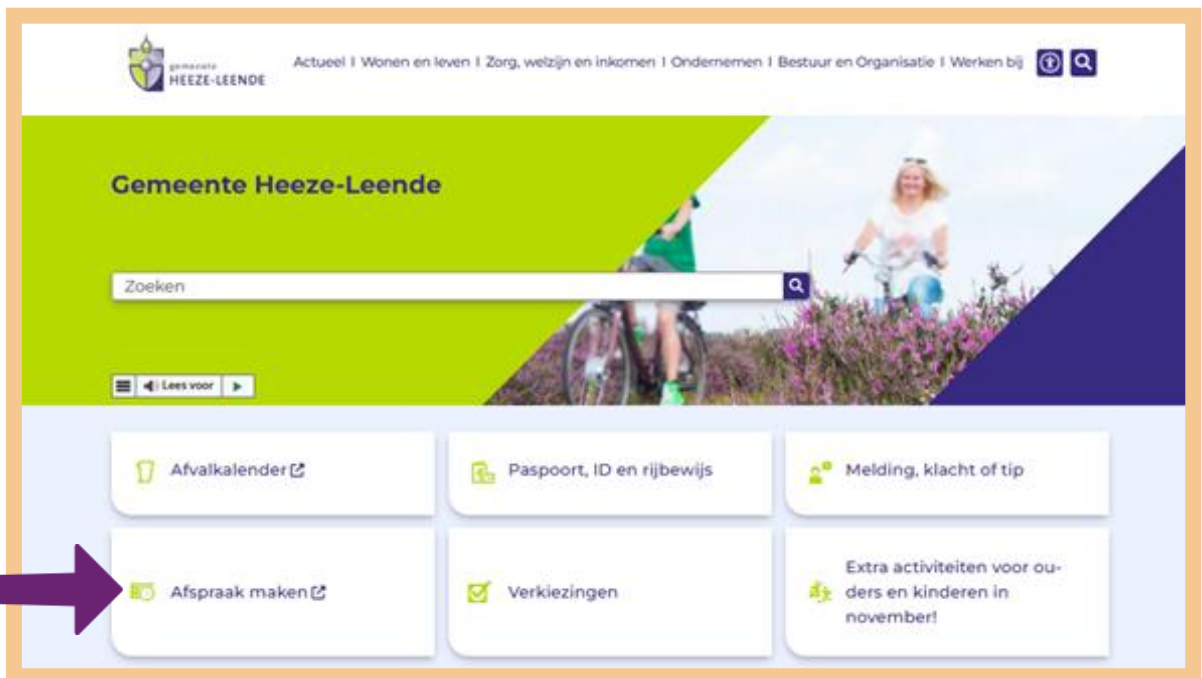 gemeente
HEEZE-LEENDE
Actueel I Wonen en leven I Zorg, welzijn en inkomen I Ondernemen I Bestuur en Organisatie I Werken bij
Gemeente Heeze-Leende
Zoeken
Lees voor
Afvalkalender
Paspoort, ID en rijbewijs
Melding, klacht of tip
Afspraak maken
Verkiezingen
Extra activiteiten voor ou-
ders en kinderen in
november!